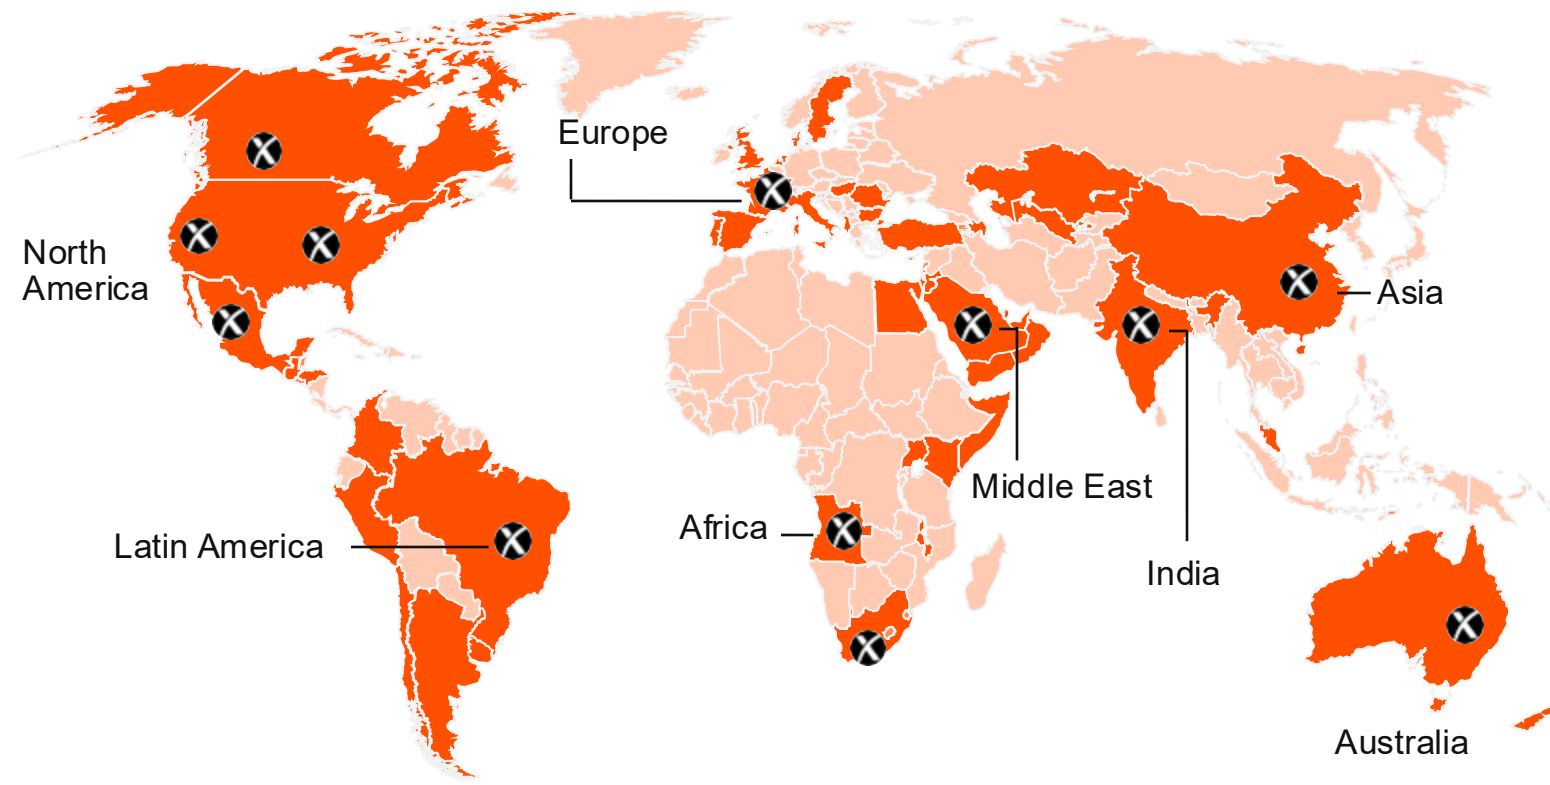 Europe
North
America
Asia
Middle East
Africa
Latin America
India
Australia